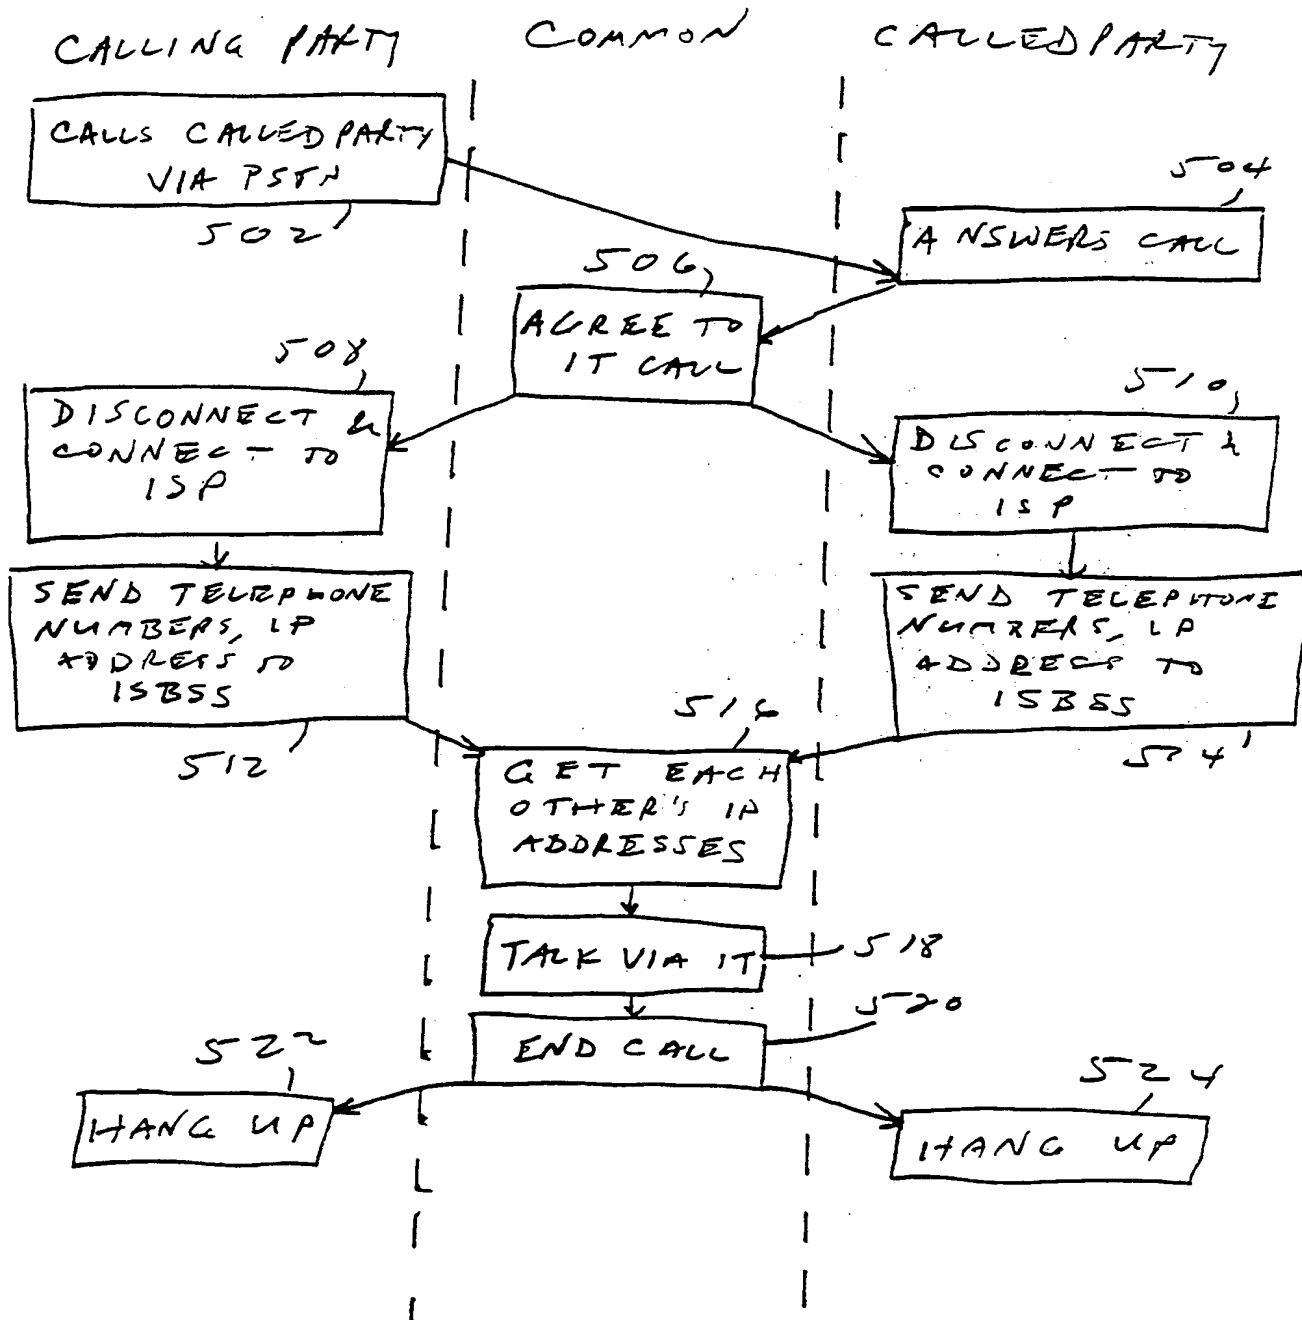 CALLING PARTY
COMMON
CALLED PARTY
CALLS CALLED PARTY
VIA PSTN
502
504
ANSWERS CALL
506
AGREE TO
IT CALL
508
DISCONNECT &
CONNECT TO
ISP
510
DISCONNECT &
CONNECT TO
ISP
SEND TELEPHONE
NUMBERS, IP
ADDRESS TO
ISBSS
512
SEND TELEPHONE
NUMBERS, IP
ADDRESS TO
ISBSS
514
516
GET EACH
OTHER'S IP
ADDRESSES
TALK VIA IT
518
END CALL
520
522
HANG UP
524
HANG UP